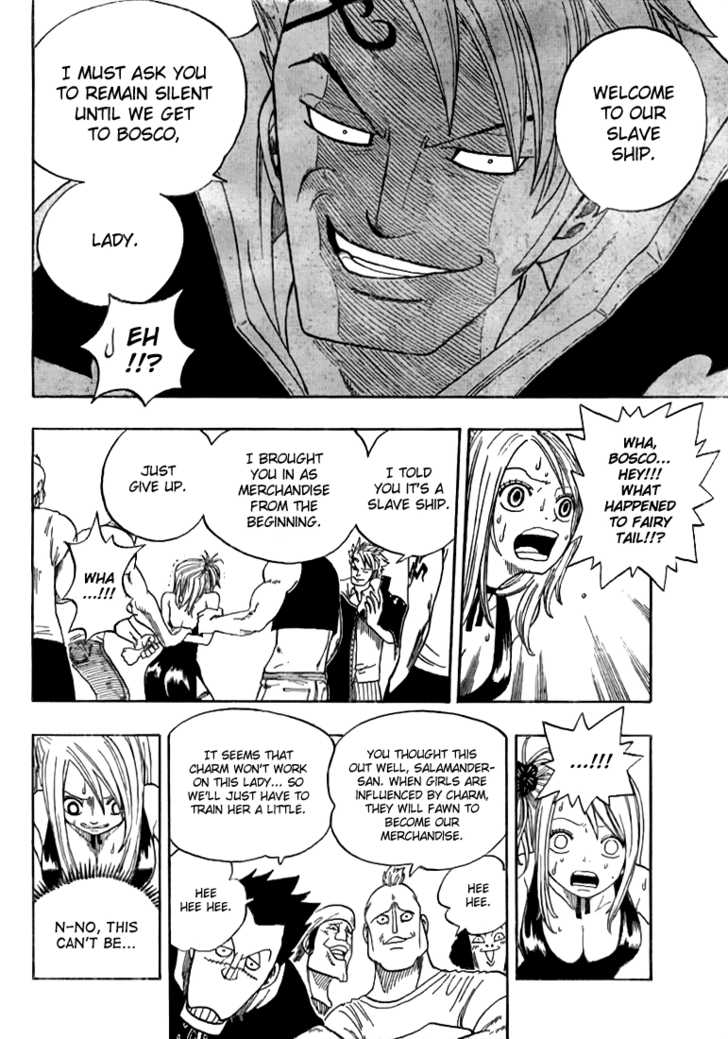 WELCOME
TO OUR
SLAVE
SHIP.
I MUST ASK YOU
TO REMAIN SILENT
UNTIL WE GET
TO BOSCO,
LADY.
EH
!!?
WHA,
BOSCO...
HEY!!!
WHAT
HAPPENED
TO FAIRY
TAIL!!?
I TOLD
YOU IT'S A
SLAVE SHIP.
I BROUGHT
YOU IN AS
MERCHANDISE
FROM THE
BEGINNING.
JUST
GIVE UP.
WHA
...!!!
...!!!
YOU THOUGHT THIS
OUT WELL, SALAMANDER-
SAN. WHEN GIRLS ARE
INFLUENCED BY CHARM,
THEY WILL FAWN TO
BECOME OUR
MERCHANDISE.
IT SEEMS THAT
CHARM WON'T WORK
ON THIS LADY... SO
WE'LL JUST HAVE TO
TRAIN HER A LITTLE.
HEE
HEE.
HEE
HEE HEE.
N-NO, THIS
CAN'T BE...